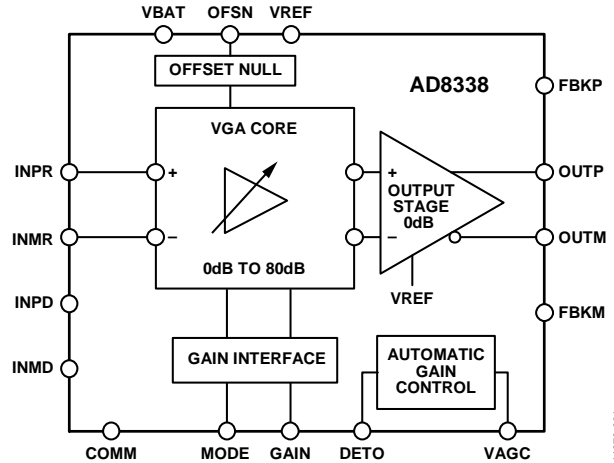 VBAT OFSN VREF
OFFSET NULL
AD8338
FBKP
VGA CORE
INPR
+
+
OUTP
OUTPUT
STAGE
0dB
INMR
−
−
OUTM
0dB TO 80dB
VREF
INPD
FBKM
GAIN INTERFACE
AUTOMATIC
GAIN
CONTROL
INMD
COMM MODE GAIN DETO VAGC